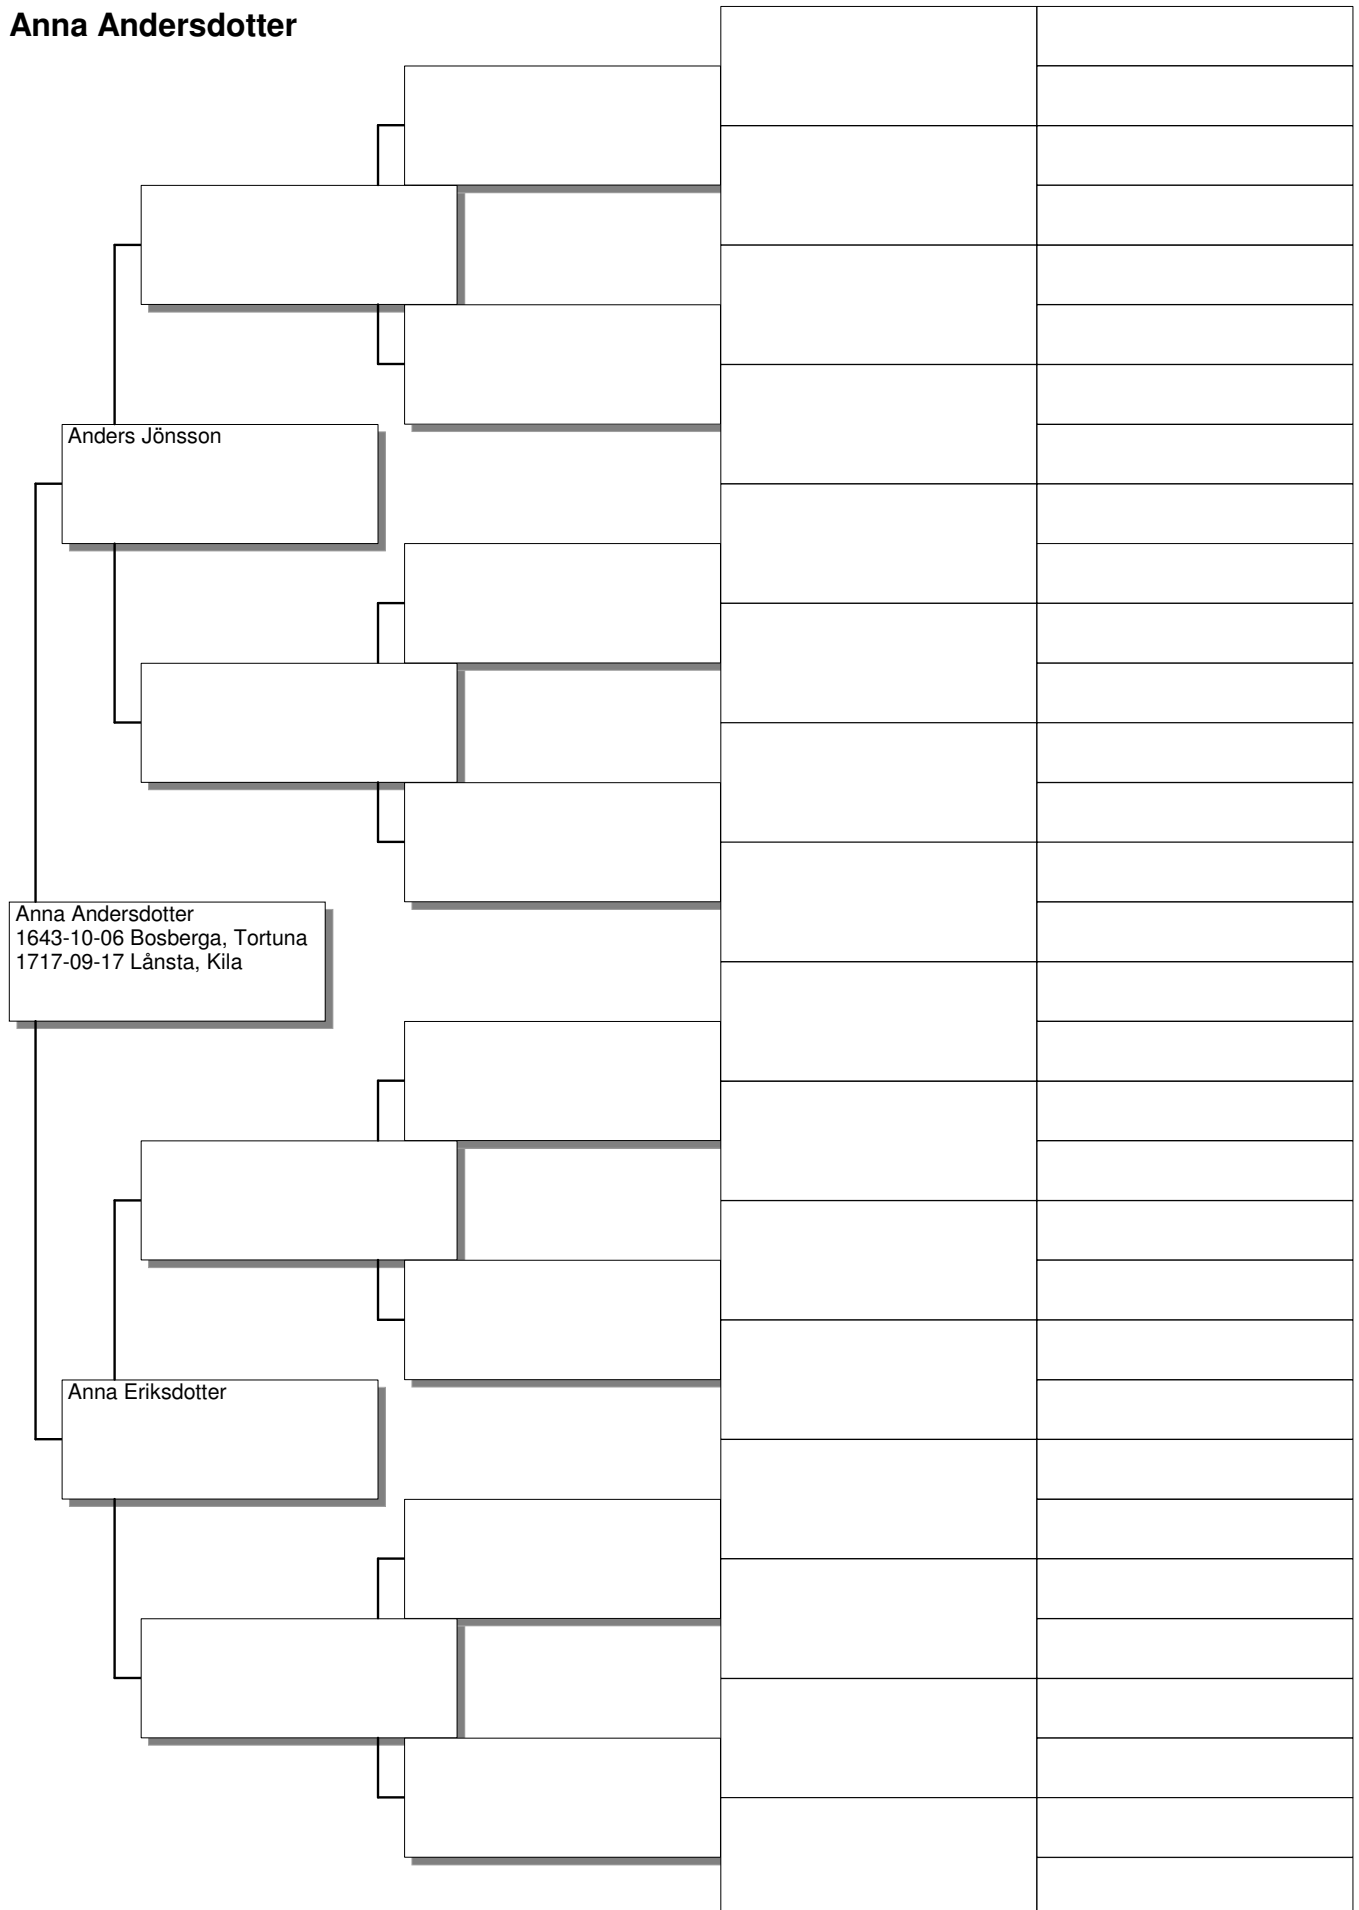 Anna Andersdotter
Anders Jönsson
Anna Andersdotter
1643-10-06 Bosberga, Tortuna
1717-09-17 Lånsta, Kila
Anna Eriksdotter